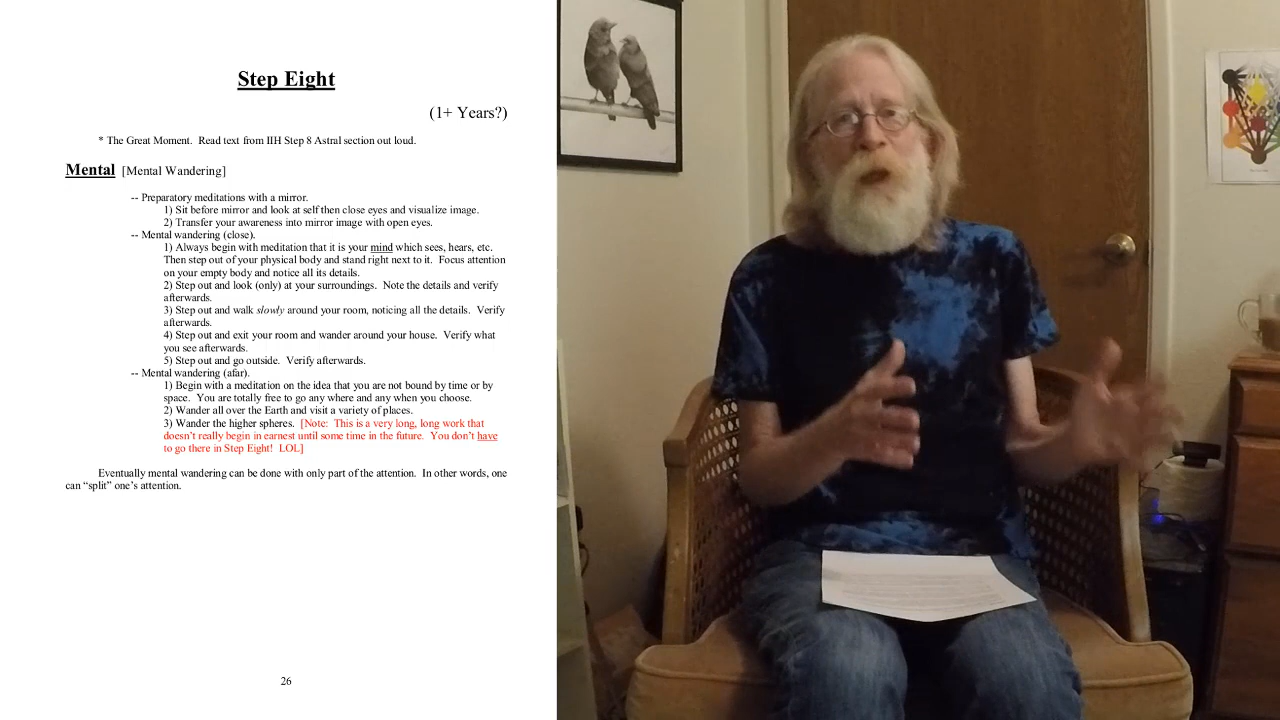 Step Eight
(1+ Years?)
* The Great Moment.  Read text from IIH Step 8 Astral section out loud.
Mental  [Mental Wandering]
-- Preparatory meditations with a mirror.
1) Sit before mirror and look at self then close eyes and visualize image.
2) Transfer your awareness into mirror image with open eyes.
-- Mental wandering (close).
1) Always begin with meditation that it is your mind which sees, hears, etc.
Then step out of your physical body and stand right next to it.  Focus attention
on your empty body and notice all its details.
2) Step out and look (only) at your surroundings.  Note the details and verify
afterwards.
3) Step out and walk slowly around your room, noticing all the details.  Verify
afterwards.
4) Step out and exit your room and wander around your house.  Verify what
you see afterwards.
5) Step out and go outside.  Verify afterwards.
-- Mental wandering (afar).
1) Begin with a meditation on the idea that you are not bound by time or by
space.  You are totally free to go any where and any when you choose.
2) Wander all over the Earth and visit a variety of places.
3) Wander the higher spheres.  [Note:  This is a very long, long work that
doesn't really begin in earnest until some time in the future.  You don't have
to go there in Step Eight!  LOL]
Eventually mental wandering can be done with only part of the attention.  In other words, one
can “split” one's attention.
26